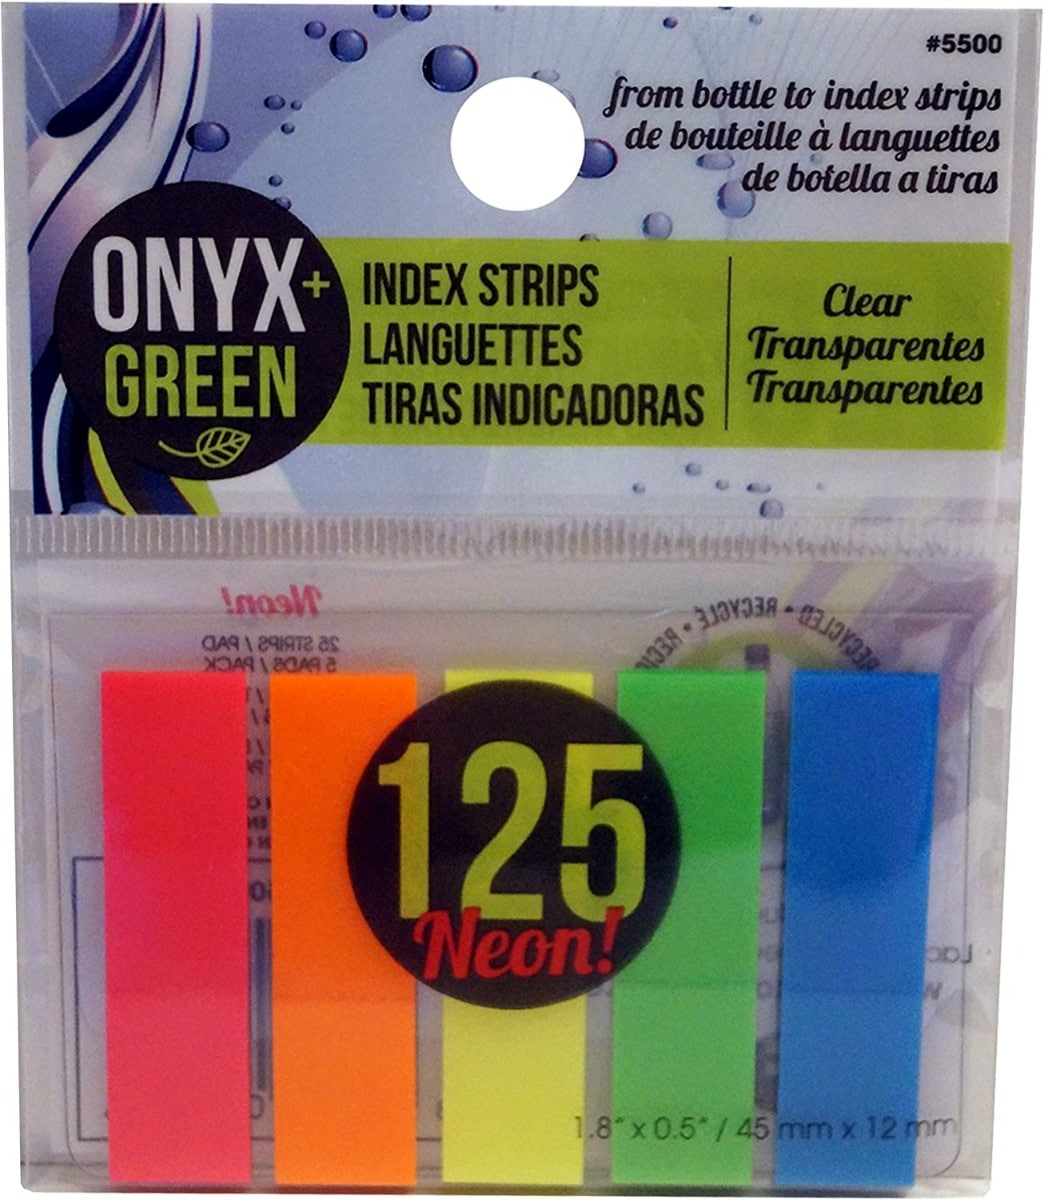 #5500
from bottle to index strips
de bouteille à languettes
de botella a tiras
ONYX+
GREEN
INDEX STRIPS
LANGUETTES
TIRAS INDICADORAS
Clear
Transparentes
Transparentes
Neon!
25 STRIPS / PAD
5 PADS / PACK
RECYCLED • RECYCLÉ •
125
Neon!
1.8" x 0.5" / 45 mm x 12 mm